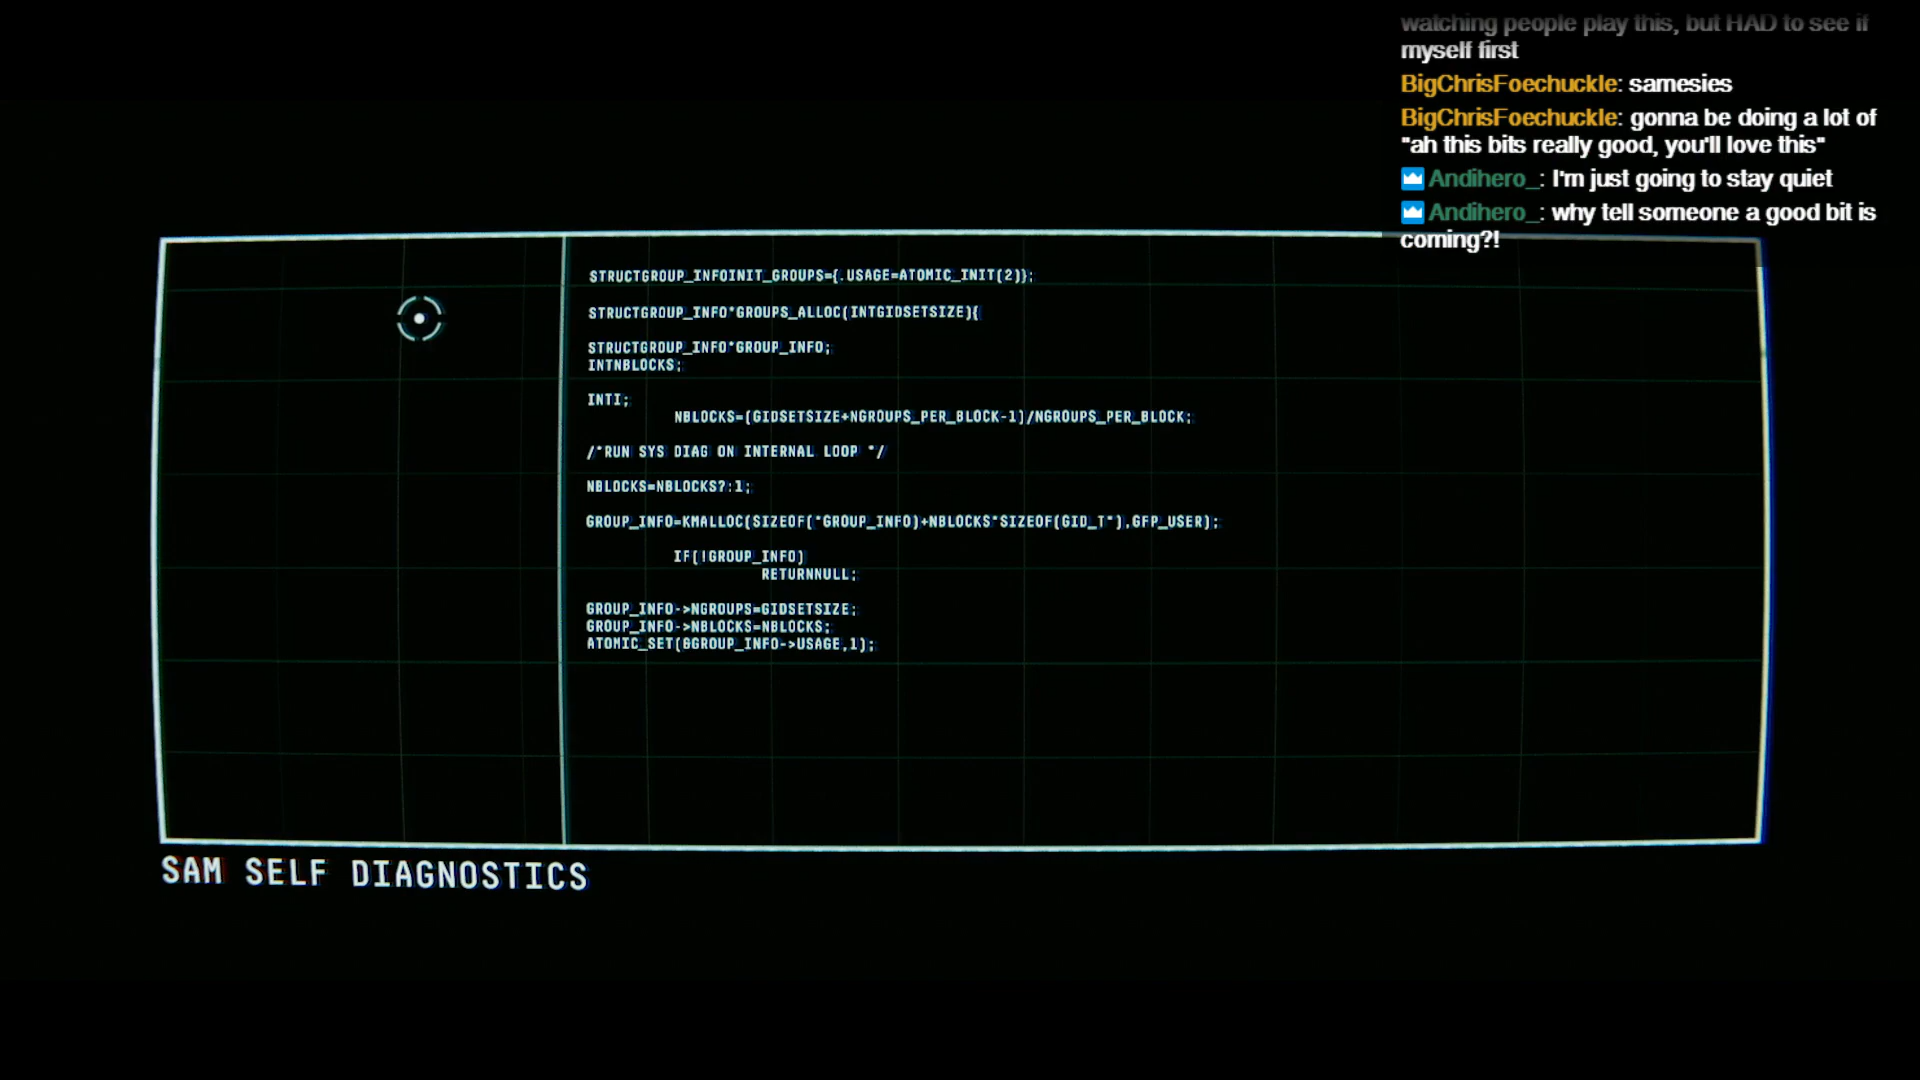 watching people play this, but HAD to see if
myself first
BigChrisFoechuckle: samesies
BigChrisFoechuckle: gonna be doing a lot of
"ah this bits really good, you'll love this"
Andihero_: I'm just going to stay quiet
Andihero_: why tell someone a good bit is
coming?!
STRUCTGROUP_INFOINIT_GROUPS={.USAGE=ATOMIC_INIT(2)};
STRUCTGROUP_INFO*GROUPS_ALLOC(INTGIDSETSIZE){
STRUCTGROUP_INFO*GROUP_INFO;
INTNBLOCKS;
INTI;
NBLOCKS=(GIDSETSIZE+NGROUPS_PER_BLOCK-1)/NGROUPS_PER_BLOCK;
/*RUN SYS DIAG ON INTERNAL LOOP */
NBLOCKS=NBLOCKS?:1;
GROUP_INFO=KMALLOC(SIZEOF(*GROUP_INFO)+NBLOCKS*SIZEOF(GID_T*),GFP_USER);
IF(!GROUP_INFO)
RETURNNULL;
GROUP_INFO->NGROUPS=GIDSETSIZE;
GROUP_INFO->NBLOCKS=NBLOCKS;
ATOMIC_SET(&GROUP_INFO->USAGE,1);
SAM SELF DIAGNOSTICS